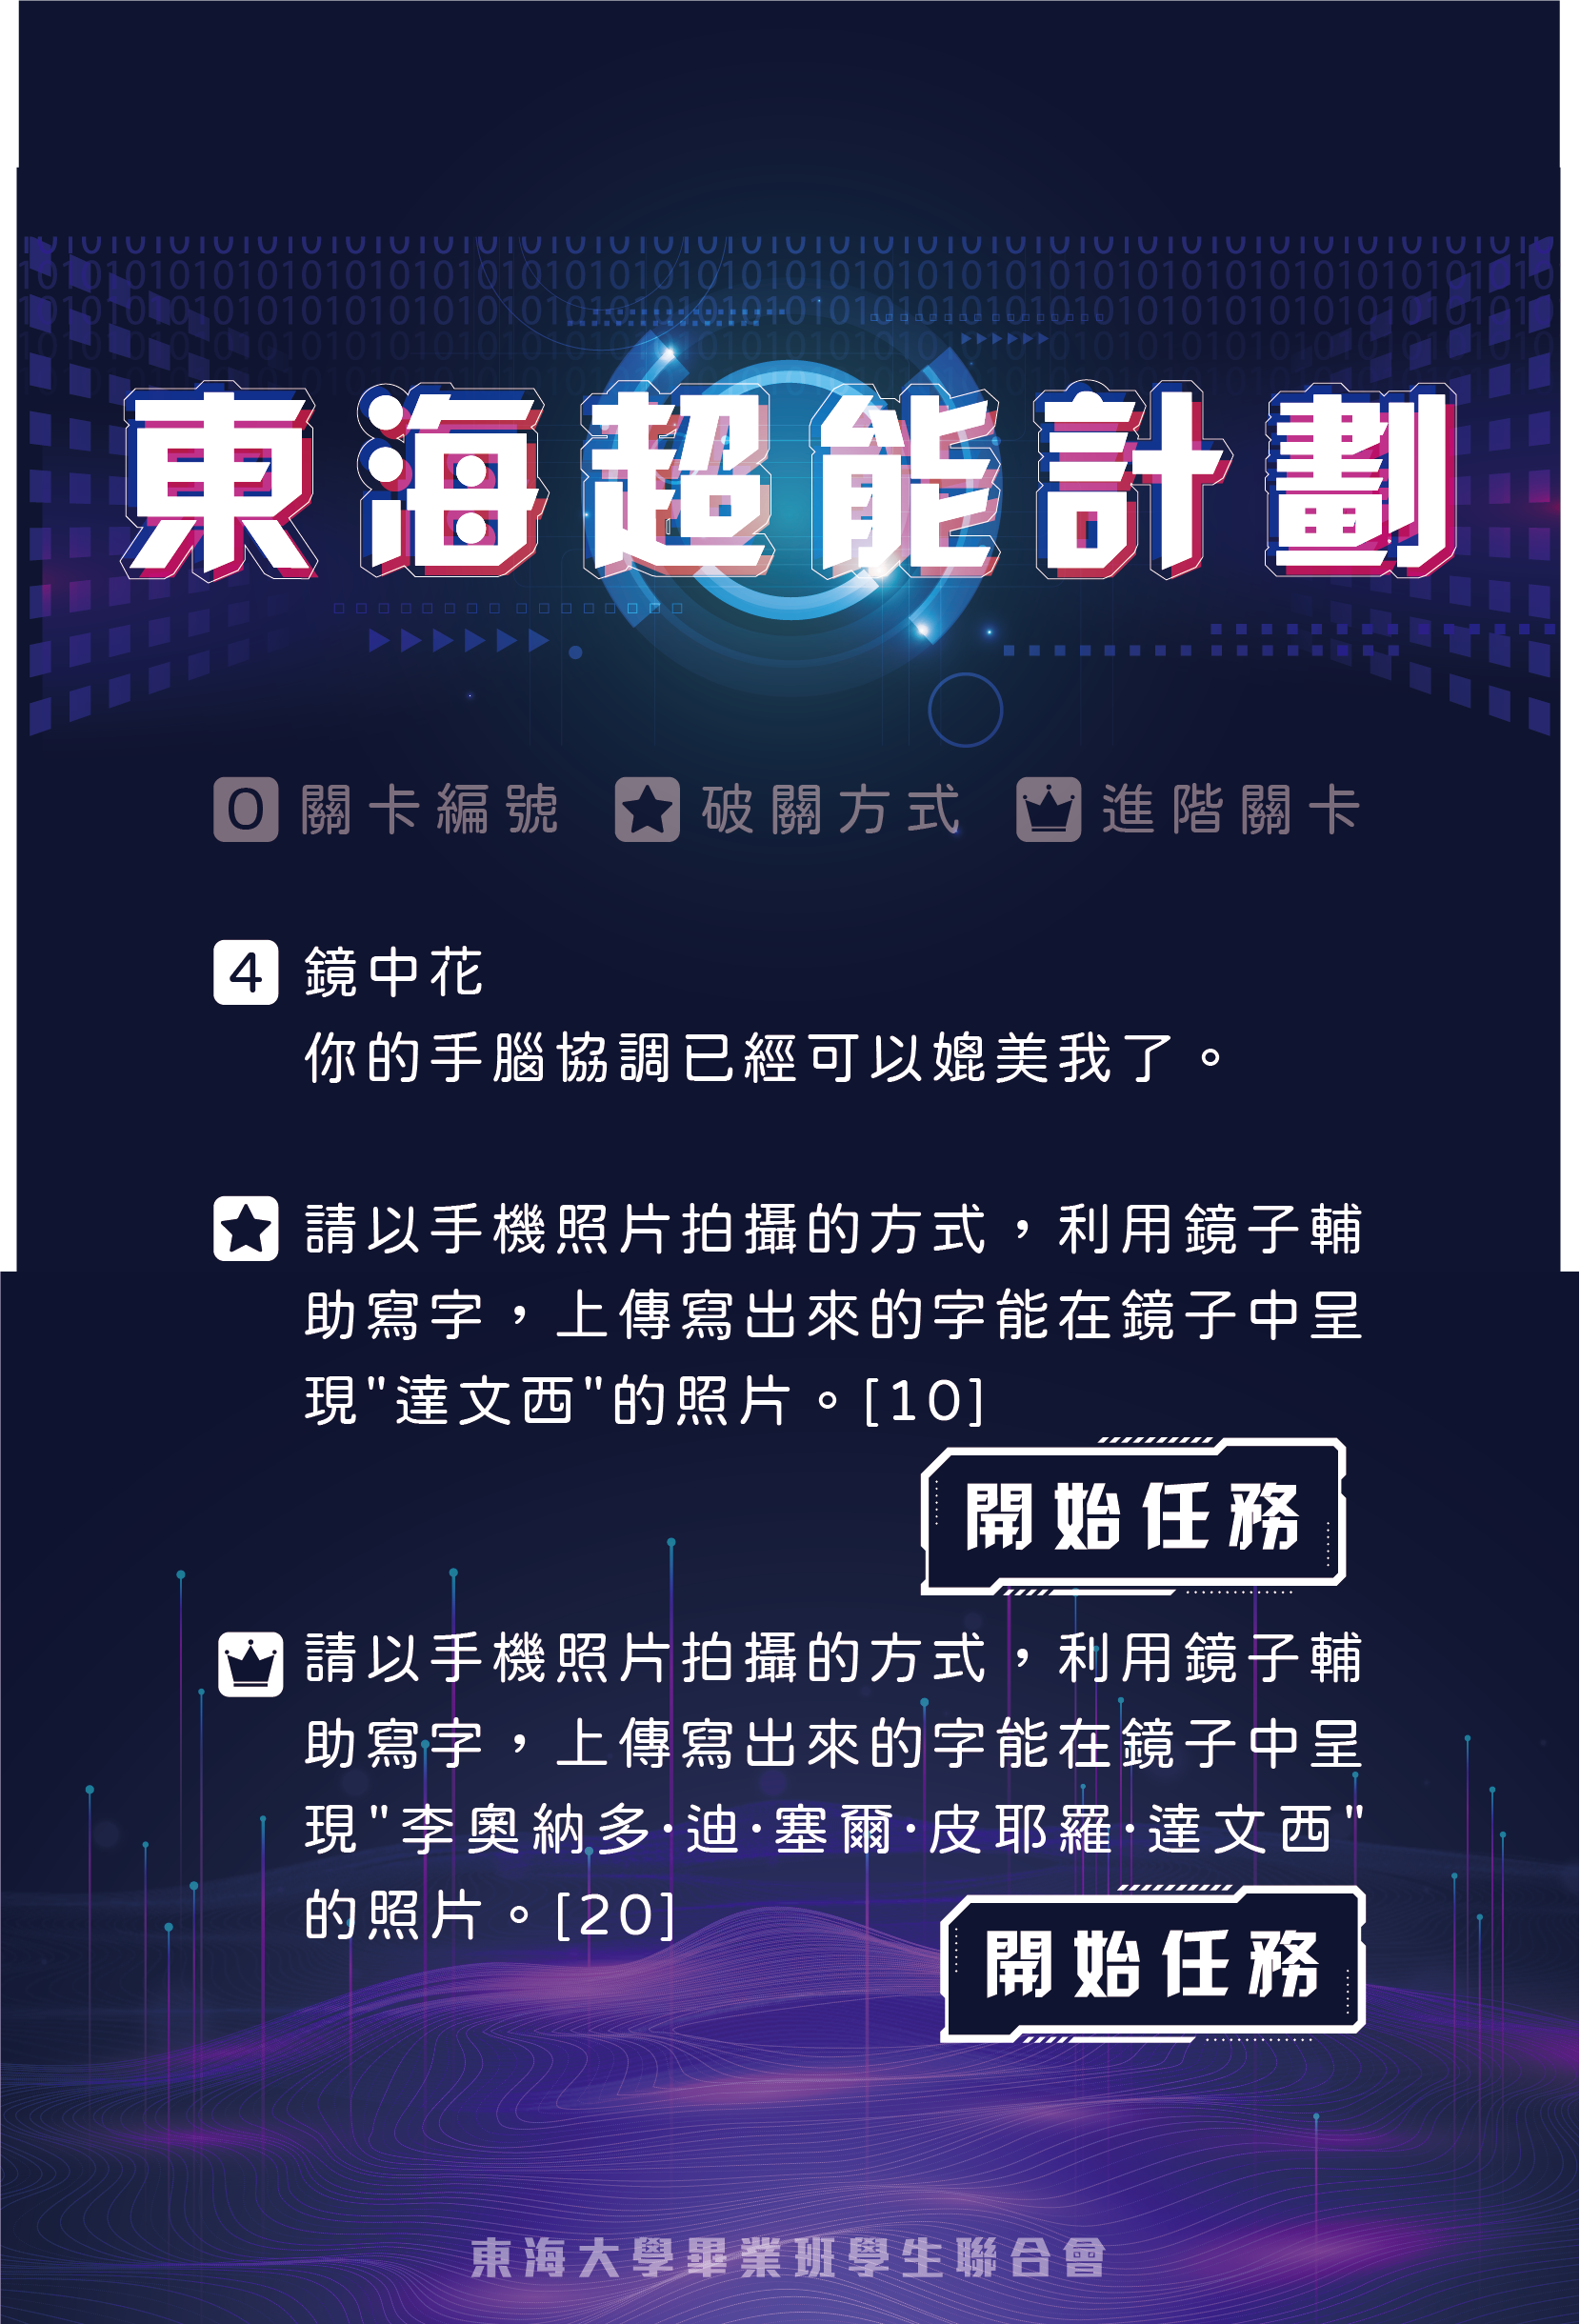 東海超能計劃
0 關卡編號 破關方式 進階關卡
4 鏡中花
你的手腦協調已經可以媲美我了。
請以手機照片拍攝的方式，利用鏡子輔
助寫字，上傳寫出來的字能在鏡子中呈
現"達文西"的照片。[10]
開始任務
請以手機照片拍攝的方式，利用鏡子輔
助寫字，上傳寫出來的字能在鏡子中呈
現"李奧納多·迪·塞爾·皮耶羅·達文西"
的照片。[20]
開始任務
東海大學畢業班學生聯合會